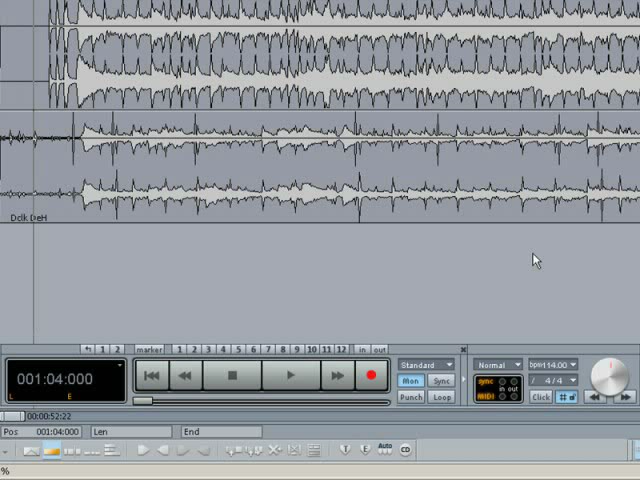 Dclk DeH
1 2 marker 1 2 3 4 5 6 7 8 9 10 11 12 in out
001:04:000
L E
Standard
Mon Sync
Punch Loop
Normal
sync
in out
MIDI
bpm 114.00
4 / 4
Click
00:00:52:22
Pos 001:04:000 Len End
T E Auto CD
%